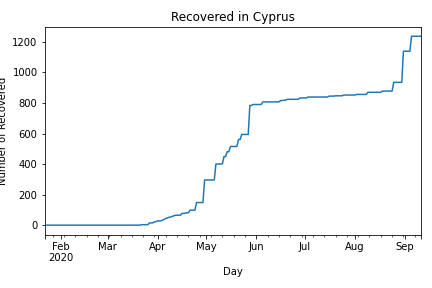 Recovered in Cyprus
Number of Recovered
1200
1000
800
600
400
200
0
Feb Mar Apr May Jun Jul Aug Sep
2020
Day